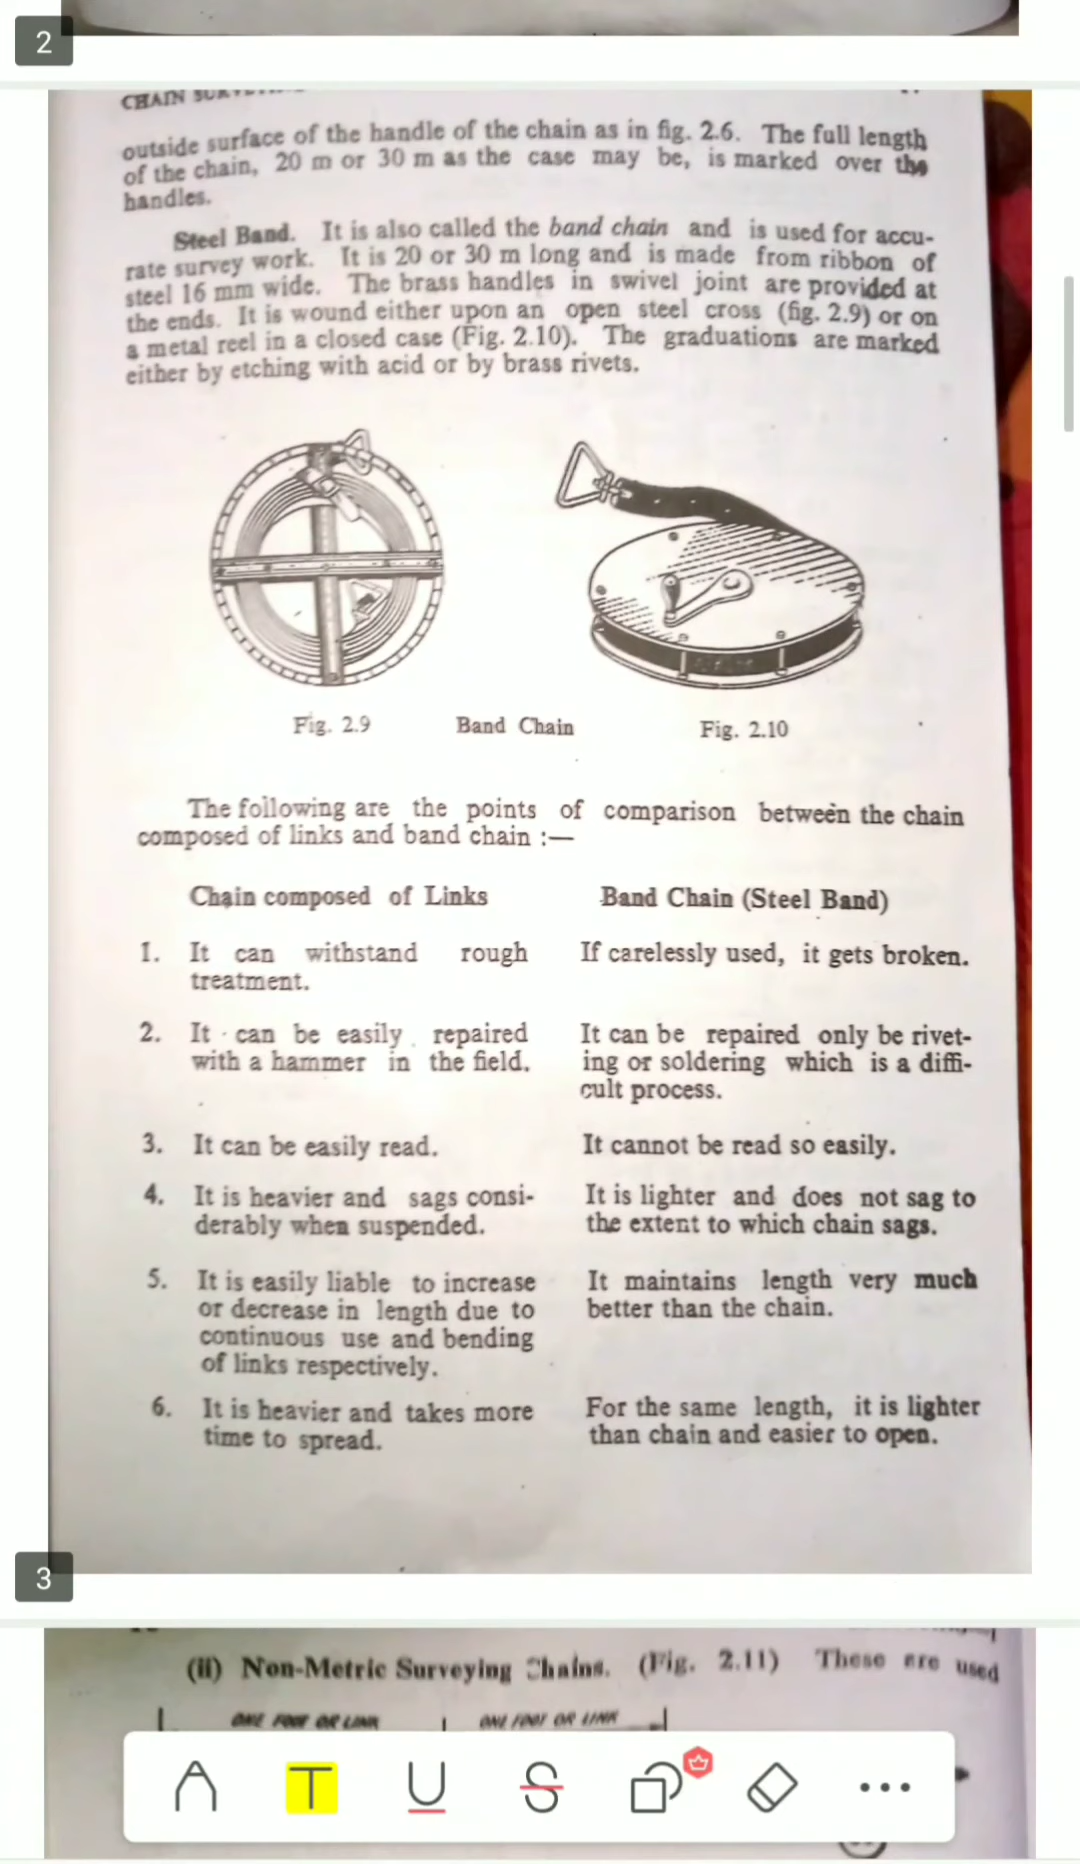 2
CHAIN
outside surface of the handle of the chain as in fig. 2.6. The full length
of the chain, 20 m or 30 m as the case may be, is marked over the
handles.
Steel Band. It is also called the band chain and is used for accu-
rate survey work. It is 20 or 30 m long and is made from ribbon of
steel 16 mm wide. The brass handles in swivel joint are provided at
the ends. It is wound either upon an open steel cross (fig. 2.9) or on
a metal reel in a closed case (Fig. 2.10). The graduations are marked
either by etching with acid or by brass rivets.
Fig. 2.9 Band Chain Fig. 2.10
The following are the points of comparison between the chain
composed of links and band chain :—
Chain composed of Links Band Chain (Steel Band)
1. It can withstand rough If carelessly used, it gets broken.
treatment.
2. It can be easily repaired It can be repaired only be rivet-
with a hammer in the field. ing or soldering which is a diffi-
cult process.
3. It can be easily read. It cannot be read so easily.
4. It is heavier and sags consi- It is lighter and does not sag to
derably when suspended. the extent to which chain sags.
5. It is easily liable to increase It maintains length very much
or decrease in length due to better than the chain.
continuous use and bending
of links respectively.
6. It is heavier and takes more For the same length, it is lighter
time to spread. than chain and easier to open.
3
(ii) Non-Metric Surveying Chains. (Fig. 2.11) These are used
ONE FOOT OR LINK ONE FOOT OR LINK
T U S